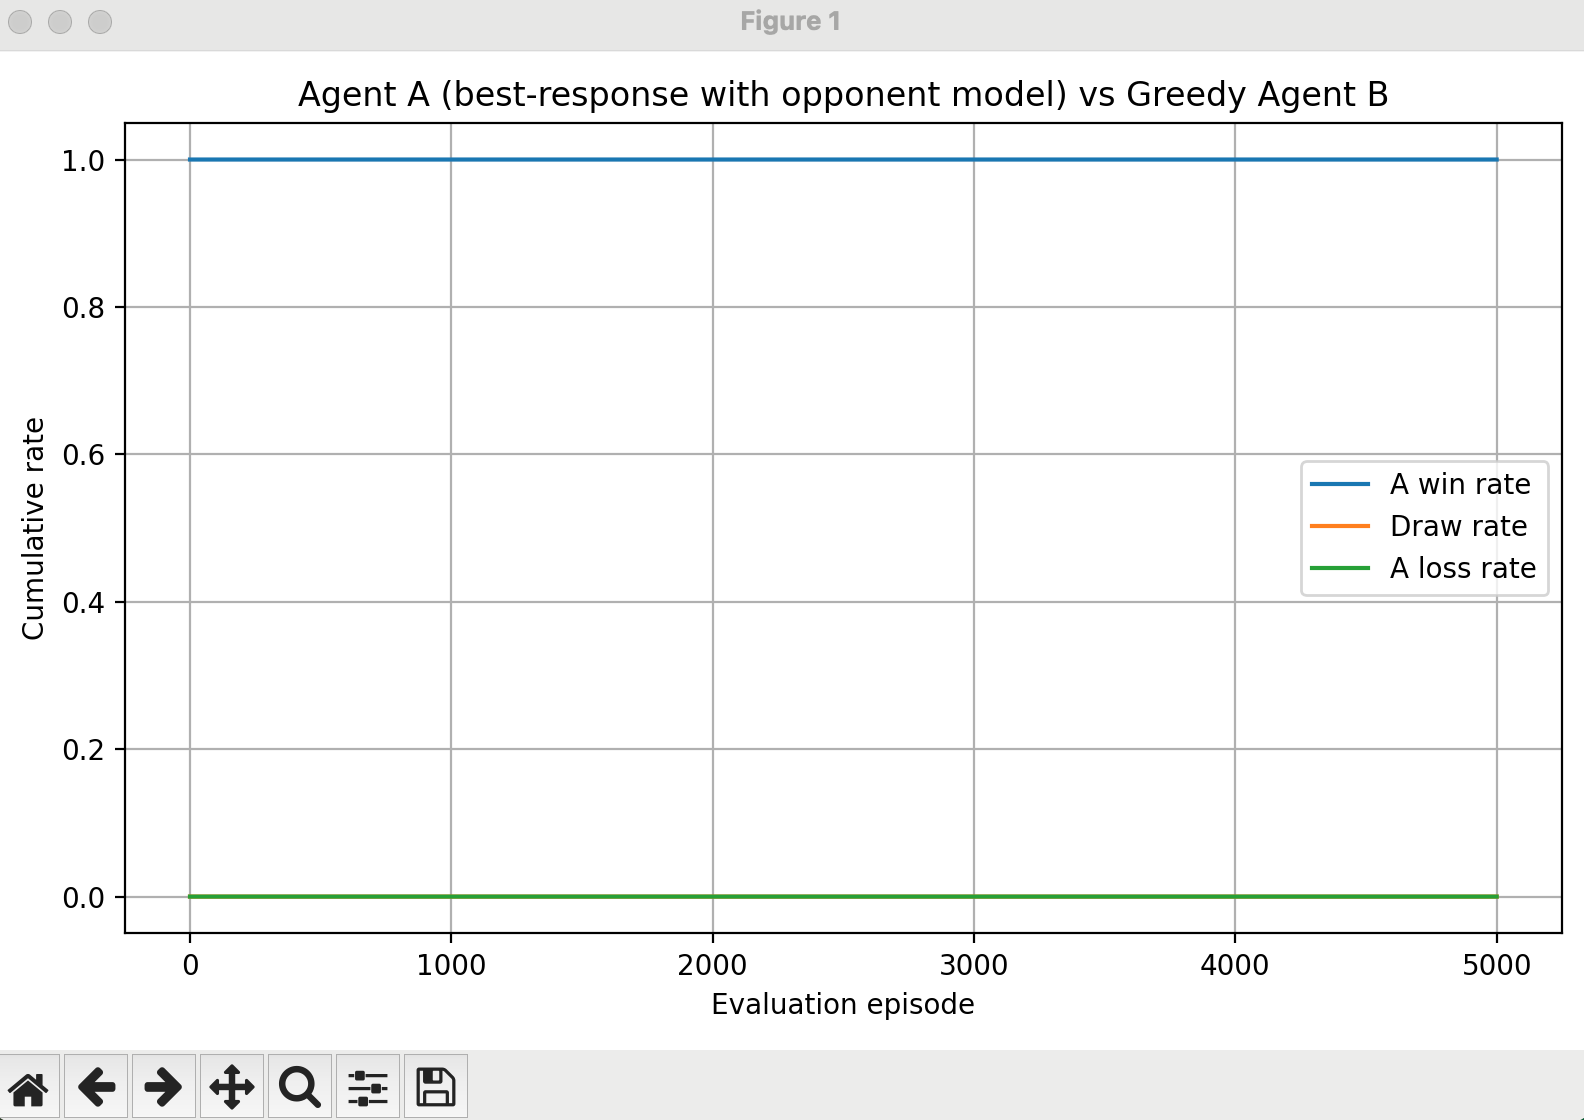 Figure 1
Agent A (best-response with opponent model) vs Greedy Agent B
Cumulative rate
1.0
0.8
0.6
0.4
0.2
0.0
A win rate
Draw rate
A loss rate
0 1000 2000 3000 4000 5000
Evaluation episode